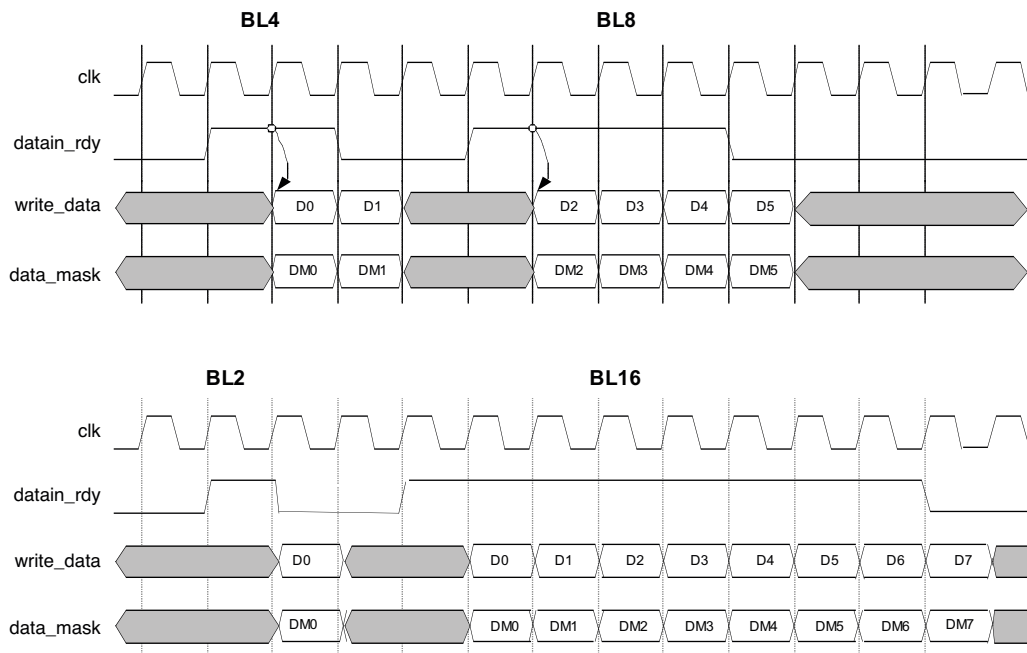 BL4 BL8
clk
datain_rdy
write_data D0 D1 D2 D3 D4 D5
data_mask DM0 DM1 DM2 DM3 DM4 DM5
BL2 BL16
clk
datain_rdy
write_data D0 D0 D1 D2 D3 D4 D5 D6 D7
data_mask DM0 DM0 DM1 DM2 DM3 DM4 DM5 DM6 DM7